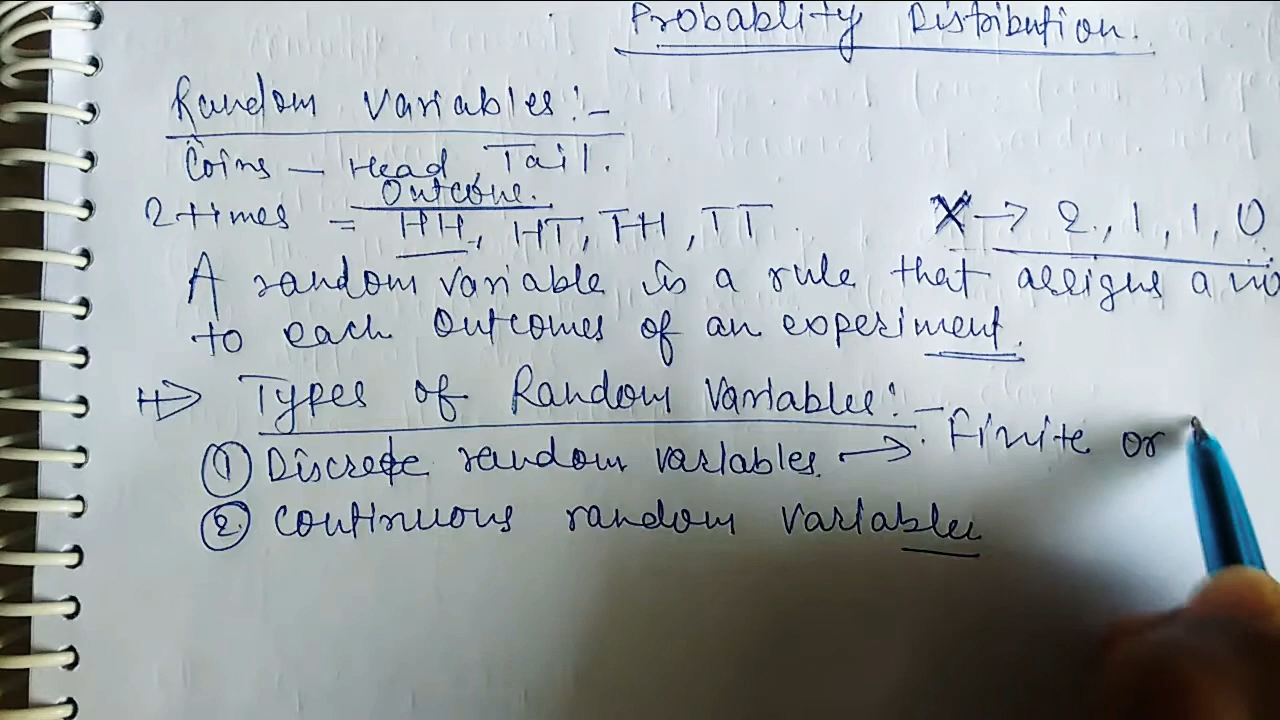 Probablity Distribution.
Random Variables:-
Coins - Head, Tail.
Outcome.
2 times = HH, HT, TH, TT X → 2, 1, 1, 0
A random variable is a rule that assigns a no
to each outcomes of an experiment.
⇒ Types of Random Variables:-
① Discrete random variables → Finite or
② Continuous random variables